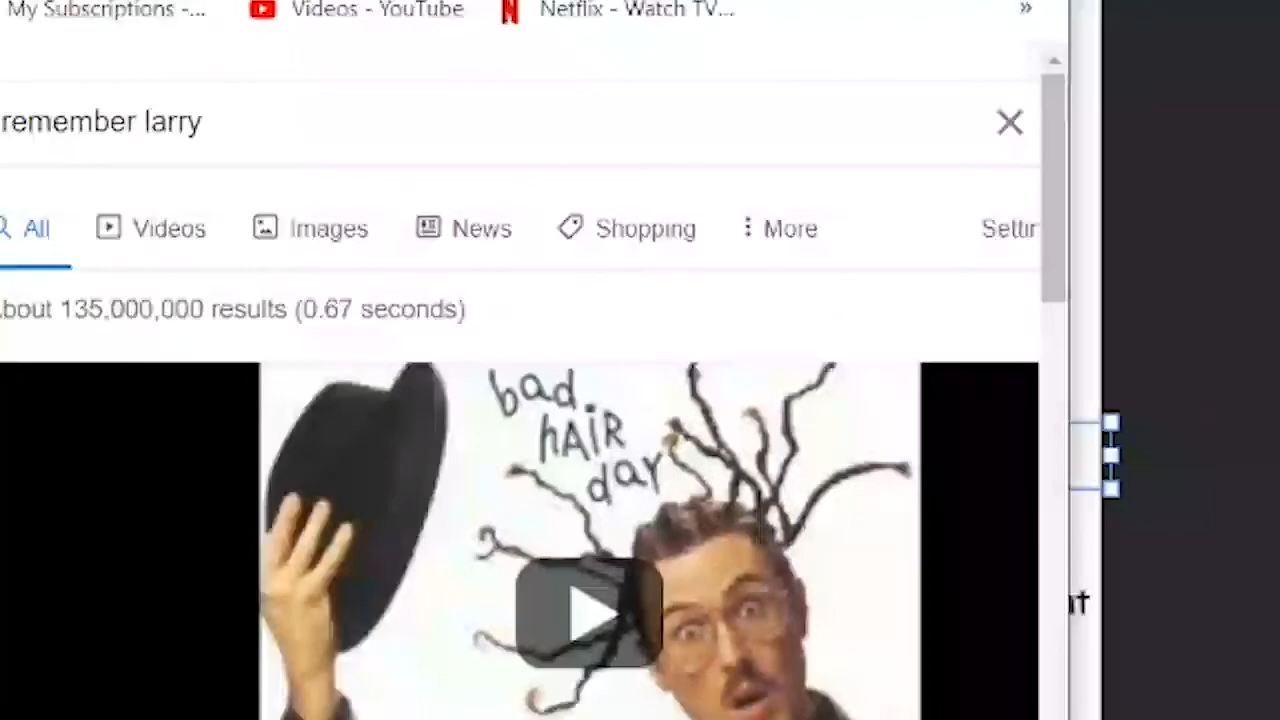 My Subscriptions -...
Videos - YouTube
Netflix - Watch TV...
»
remember larry
All
Videos
Images
News
Shopping
More
Settin
bout 135,000,000 results (0.67 seconds)
bad
hAiR
day